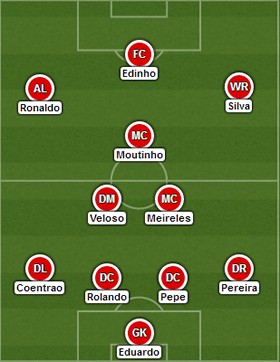 FC
Edinho
AL
Ronaldo
WR
Silva
MC
Moutinho
DM
Veloso
MC
Meireles
DL
Coentrao
DC
Rolando
DC
Pepe
DR
Pereira
GK
Eduardo